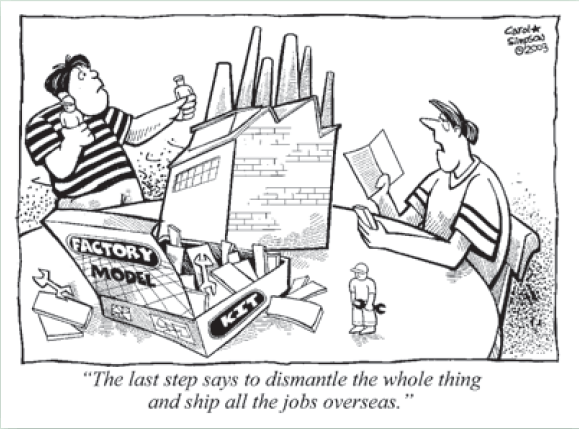 Carol★
Simpson
©2003
FACTORY
MODEL
KIT
"The last step says to dismantle the whole thing
and ship all the jobs overseas."